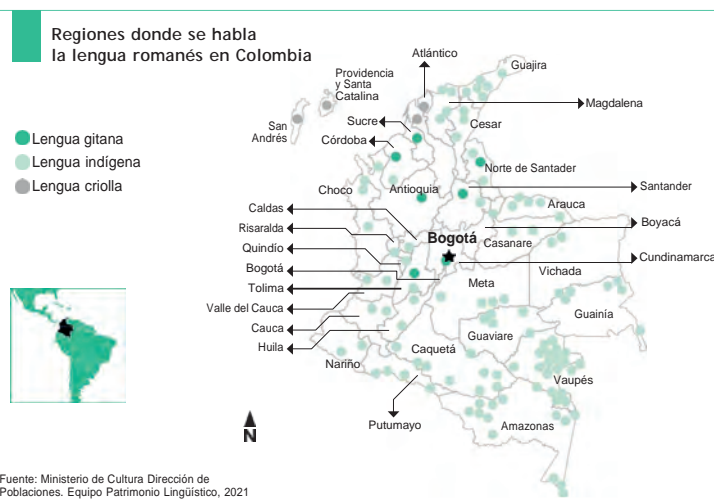 Regiones donde se habla
la lengua romanés en Colombia
Lengua gitana
Lengua indígena
Lengua criolla
Providencia
y Santa
Catalina
San
Andrés
Atlántico
Guajira
Magdalena
Cesar
Sucre
Córdoba
Norte de Santader
Santander
Choco
Antioquia
Arauca
Boyacá
Caldas
Risaralda
Quindío
Bogotá
Tolima
Valle del Cauca
Cauca
Huila
Bogotá
Casanare
Cundinamarca
Meta
Vichada
Guainía
Guaviare
Nariño
Caquetá
Vaupés
Putumayo
Amazonas
N
Fuente: Ministerio de Cultura Dirección de
Poblaciones. Equipo Patrimonio Lingüístico, 2021